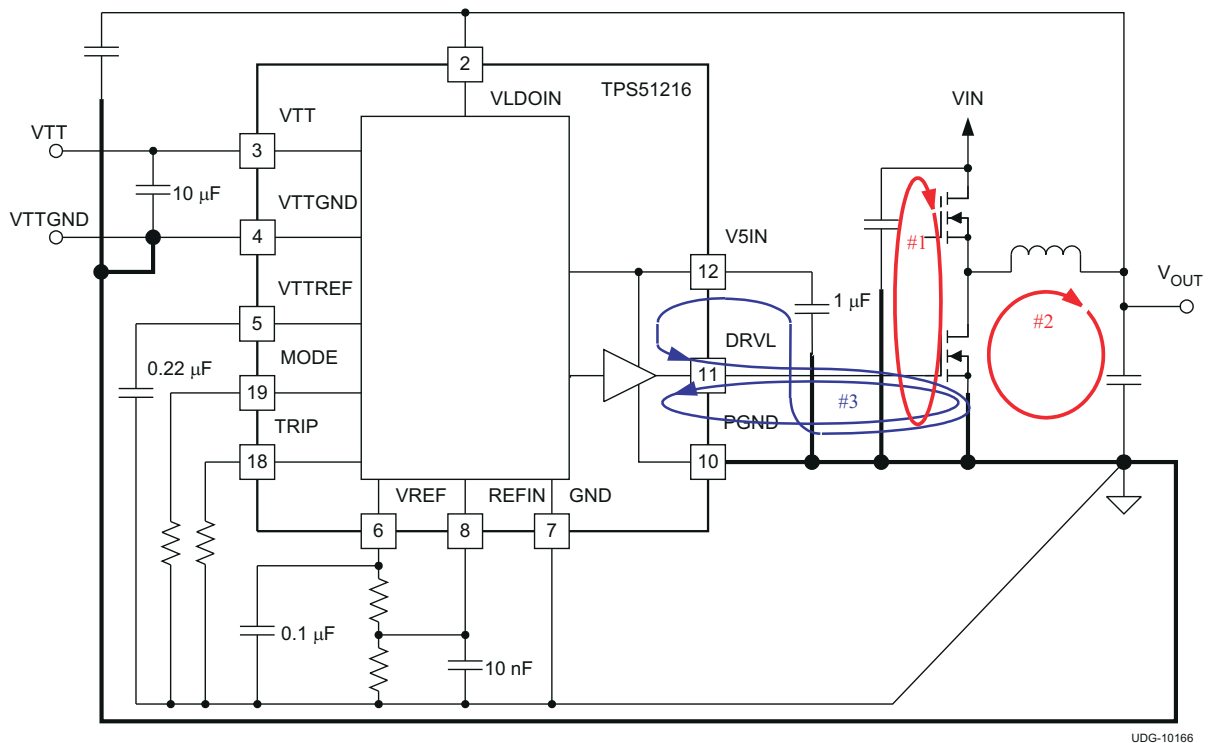 2
TPS51216
VLDOIN
VIN
VTT
VTT
3
10 μF
VTTGND
VTTGND
4
#1
V5IN
12
1 μF
VOUT
VTTREF
5
#2
DRVL
11
MODE
0.22 μF
19
#3
PGND
TRIP
10
18
VREF
REFIN
GND
6
8
7
0.1 μF
10 nF
UDG-10166